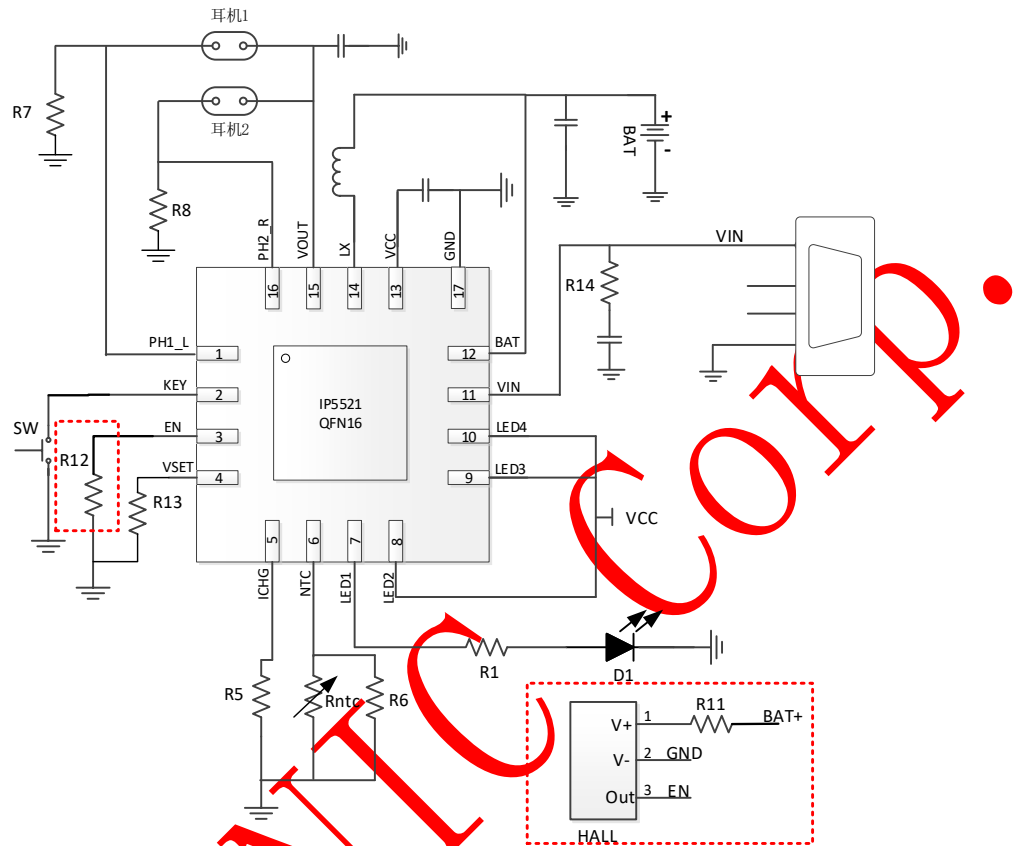 耳机1
R7
耳机2
+
BAT
-
R8
PH2_R
VOUT
LX
VCC
GND
VIN
16
15
14
13
17
R14
PH1_L
1
12
BAT
KEY
2
11
VIN
IP5521
QFN16
SW
EN
3
10
LED4
R12
VSET
4
9
LED3
R13
VCC
5
6
7
8
ICHG
NTC
LED1
LED2
R1
D1
R5
Rntc
R6
R11
V+
1
BAT+
V-
2
GND
Out
3
EN
HALL
Corp.